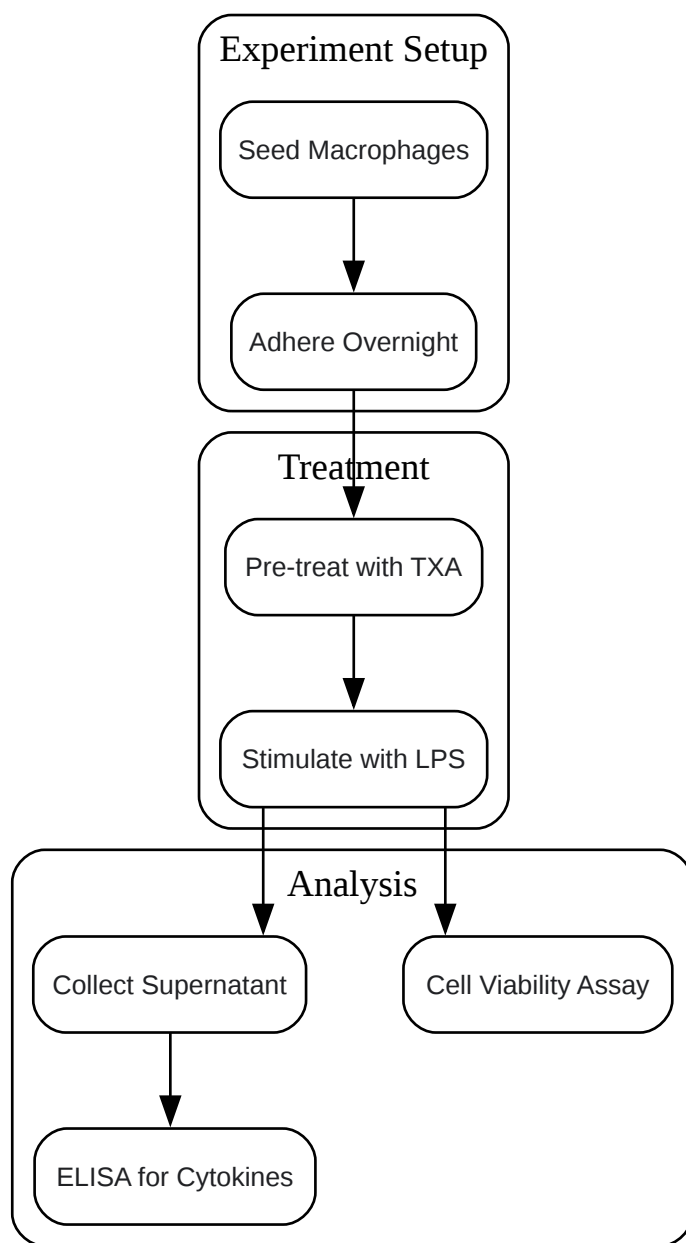 Experiment Setup
Seed Macrophages
Adhere Overnight
Treatment
Pre-treat with TXA
Stimulate with LPS
Analysis
Collect Supernatant
Cell Viability Assay
ELISA for Cytokines